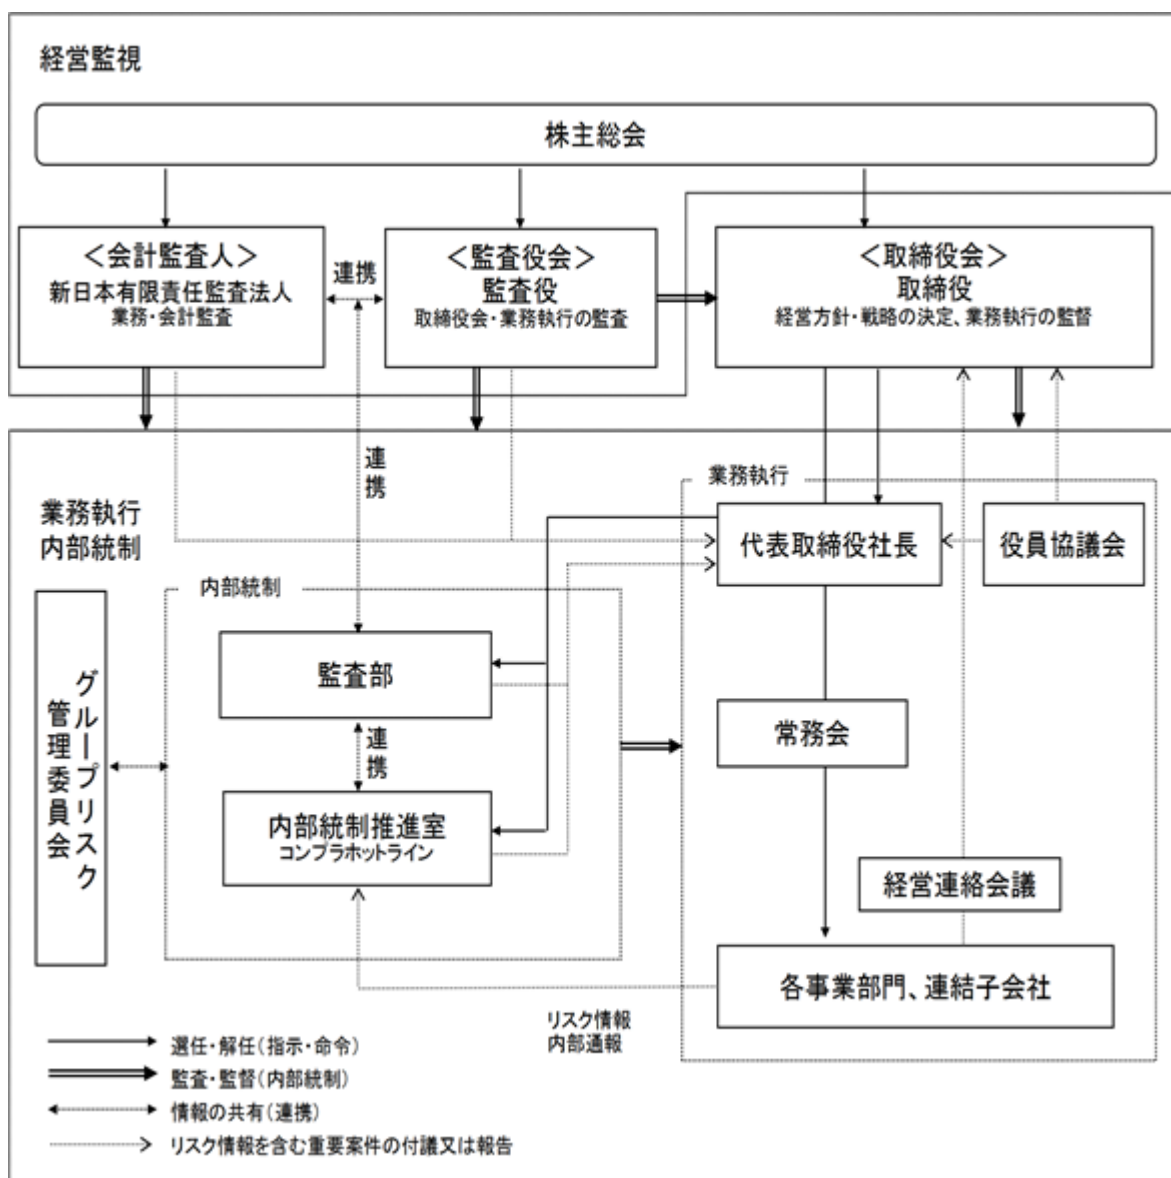 経営監視
株主総会
＜会計監査人＞
新日本有限責任監査法人
業務・会計監査
連携
＜監査役会＞
監査役
取締役会・業務執行の監査
＜取締役会＞
取締役
経営方針・戦略の決定、業務執行の監督
連携
業務執行
業務執行
内部統制
代表取締役社長
役員協議会
内部統制
グループリスク
管理委員会
監査部
連携
常務会
内部統制推進室
コンプラホットライン
経営連絡会議
各事業部門、連結子会社
リスク情報
内部通報
選任・解任(指示・命令)
監査・監督(内部統制)
情報の共有(連携)
リスク情報を含む重要案件の付議又は報告